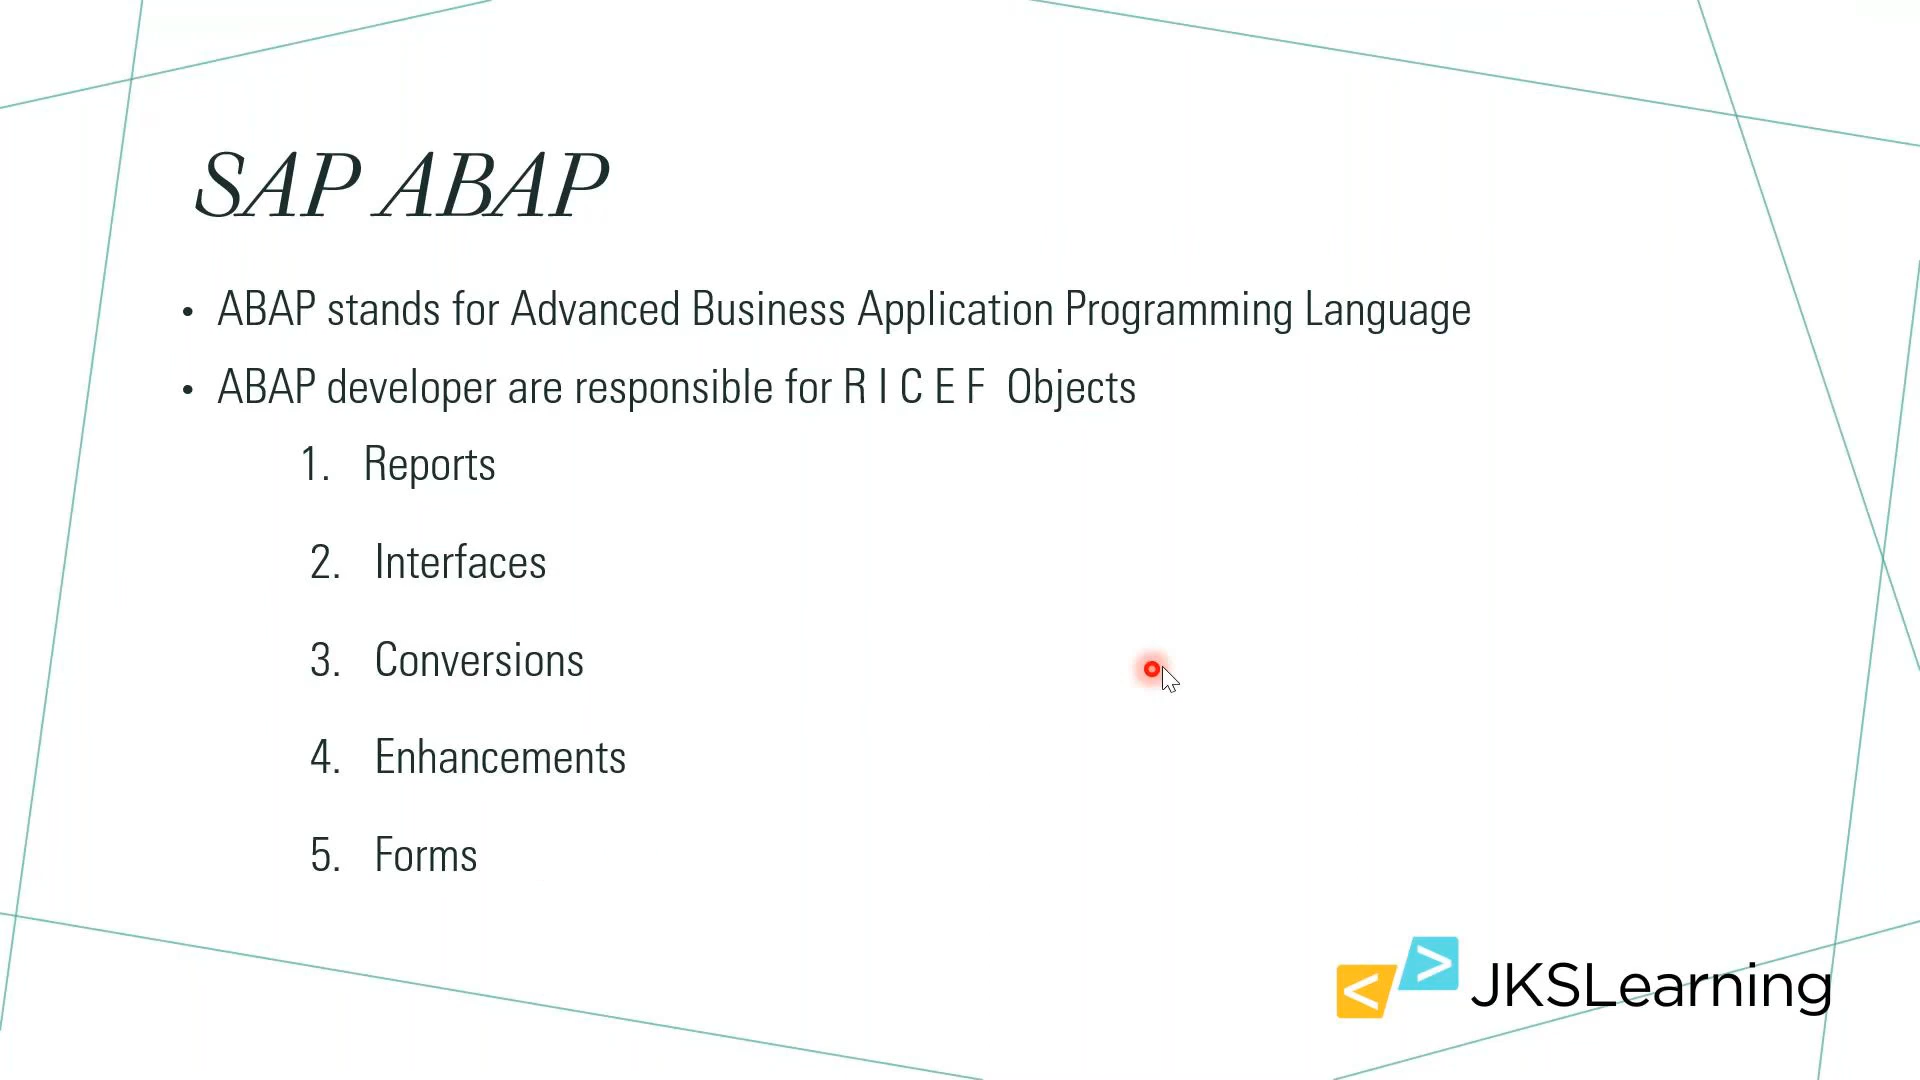 SAP ABAP
• ABAP stands for Advanced Business Application Programming Language
• ABAP developer are responsible for R I C E F Objects
1. Reports
2. Interfaces
3. Conversions
4. Enhancements
5. Forms
< > JKSLearning